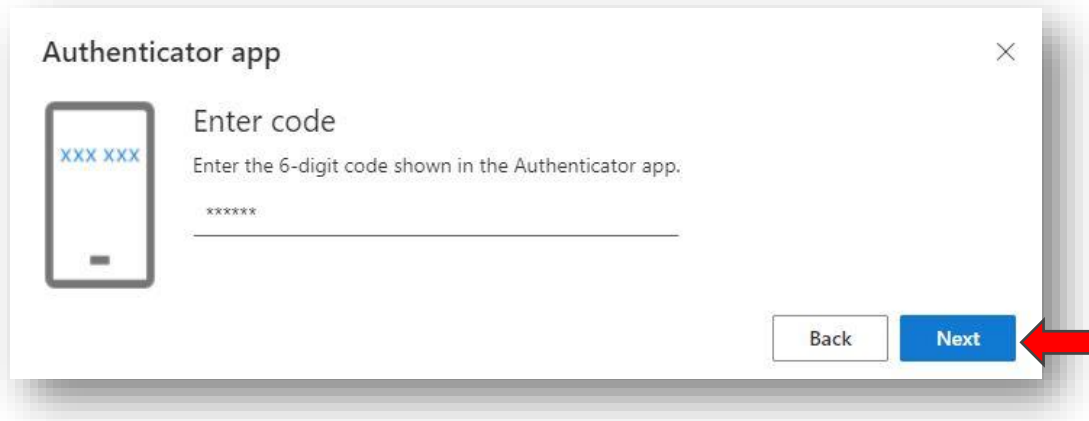 Authenticator app
Enter code
XXX XXX
Enter the 6-digit code shown in the Authenticator app.
******
Back
Next